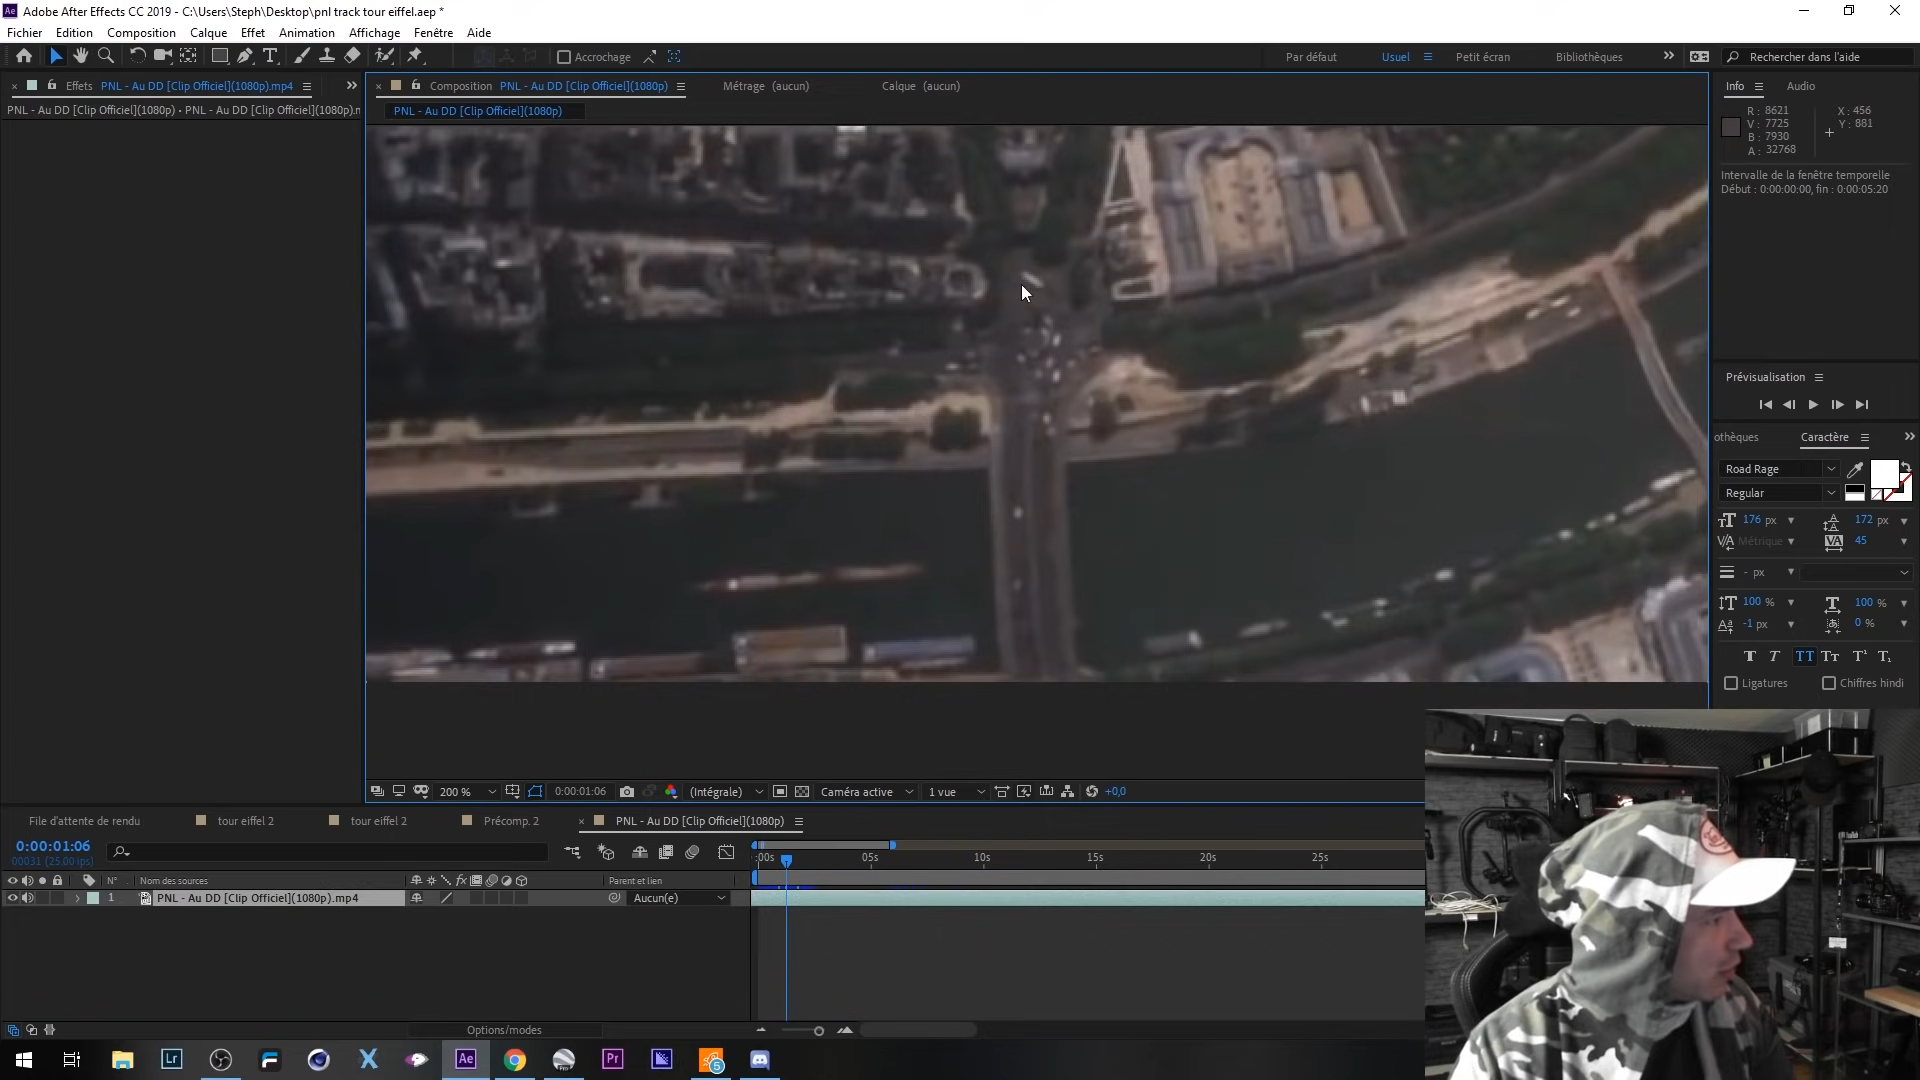 Adobe After Effects CC 2019 - C:\Users\Steph\Desktop\pnl track tour eiffel.aep *
Fichier Edition Composition Calque Effet Animation Affichage Fenêtre Aide
Accrochage
Par défaut Usuel Petit écran Bibliothèques
Rechercher dans l'aide
Effets PNL - Au DD [Clip Officiel](1080p).mp4
PNL - Au DD [Clip Officiel](1080p) • PNL - Au DD [Clip Officiel](1080p).n
Composition PNL - Au DD [Clip Officiel](1080p)
Métrage (aucun)
Calque (aucun)
PNL - Au DD [Clip Officiel](1080p)
Info Audio
R : 8621
V : 7725
B : 7930
A : 32768
X : 456
Y : 881
Intervalle de la fenêtre temporelle
Début : 0:00:00:00, fin : 0:00:05:20
Prévisualisation
othèques Caractère
Road Rage
Regular
176 px 172 px
Métrique 45
- px
100 % 100 %
-1 px 0 %
Ligatures Chiffres hindi
200 % 0:00:01:06 (Intégrale) Caméra active 1 vue +0,0
File d'attente de rendu tour eiffel 2 tour eiffel 2 Précomp. 2 PNL - Au DD [Clip Officiel](1080p)
0:00:01:06
00031 (25.00 ips)
:00s 05s 10s 15s 20s 25s
N° Nom des sources fx Parent et lien
1 PNL - Au DD [Clip Officiel](1080p).mp4 Aucun(e)
Options/modes
Lr Ae Pr 5